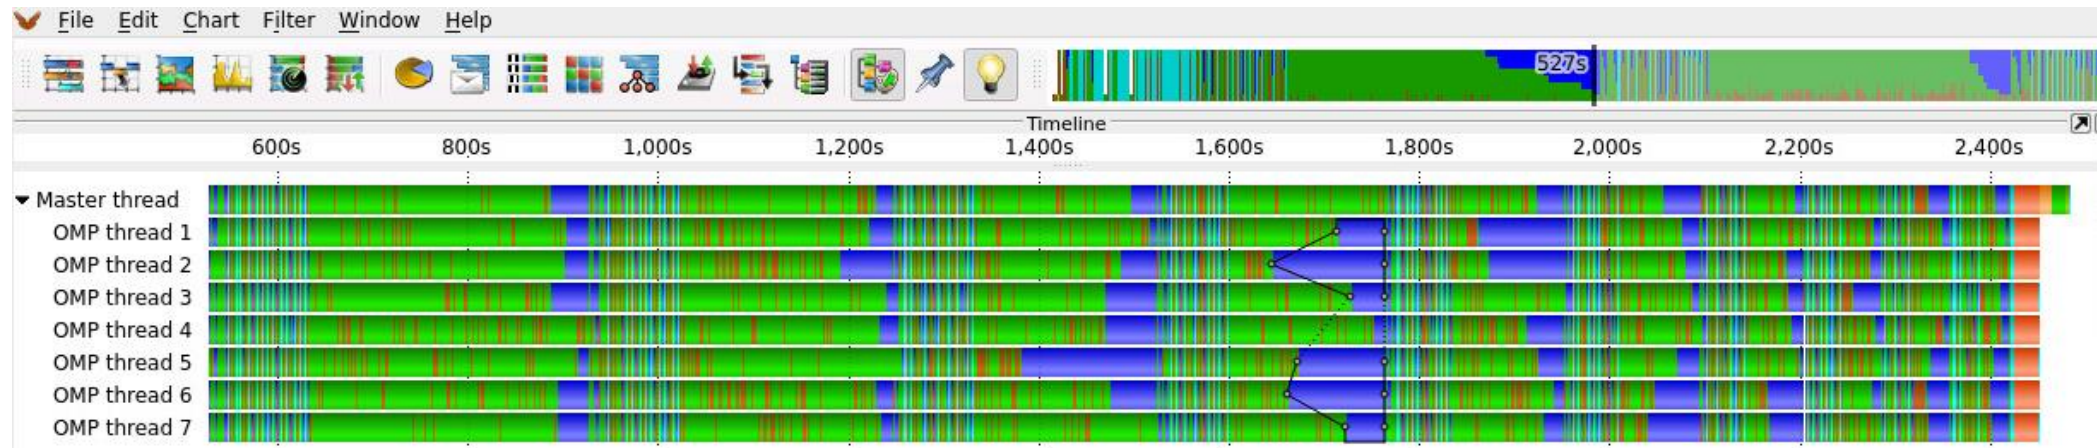 File Edit Chart Filter Window Help
527s
Timeline
600s 800s 1,000s 1,200s 1,400s 1,600s 1,800s 2,000s 2,200s 2,400s
Master thread
OMP thread 1
OMP thread 2
OMP thread 3
OMP thread 4
OMP thread 5
OMP thread 6
OMP thread 7